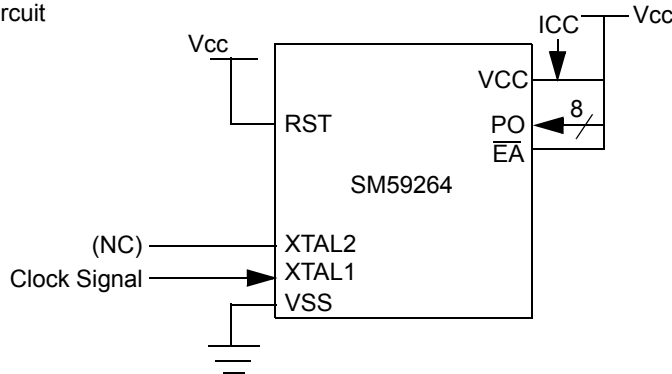 rcuit
Vcc
ICC
Vcc
VCC
RST
PO
8
EA
SM59264
(NC)
XTAL2
Clock Signal
XTAL1
VSS